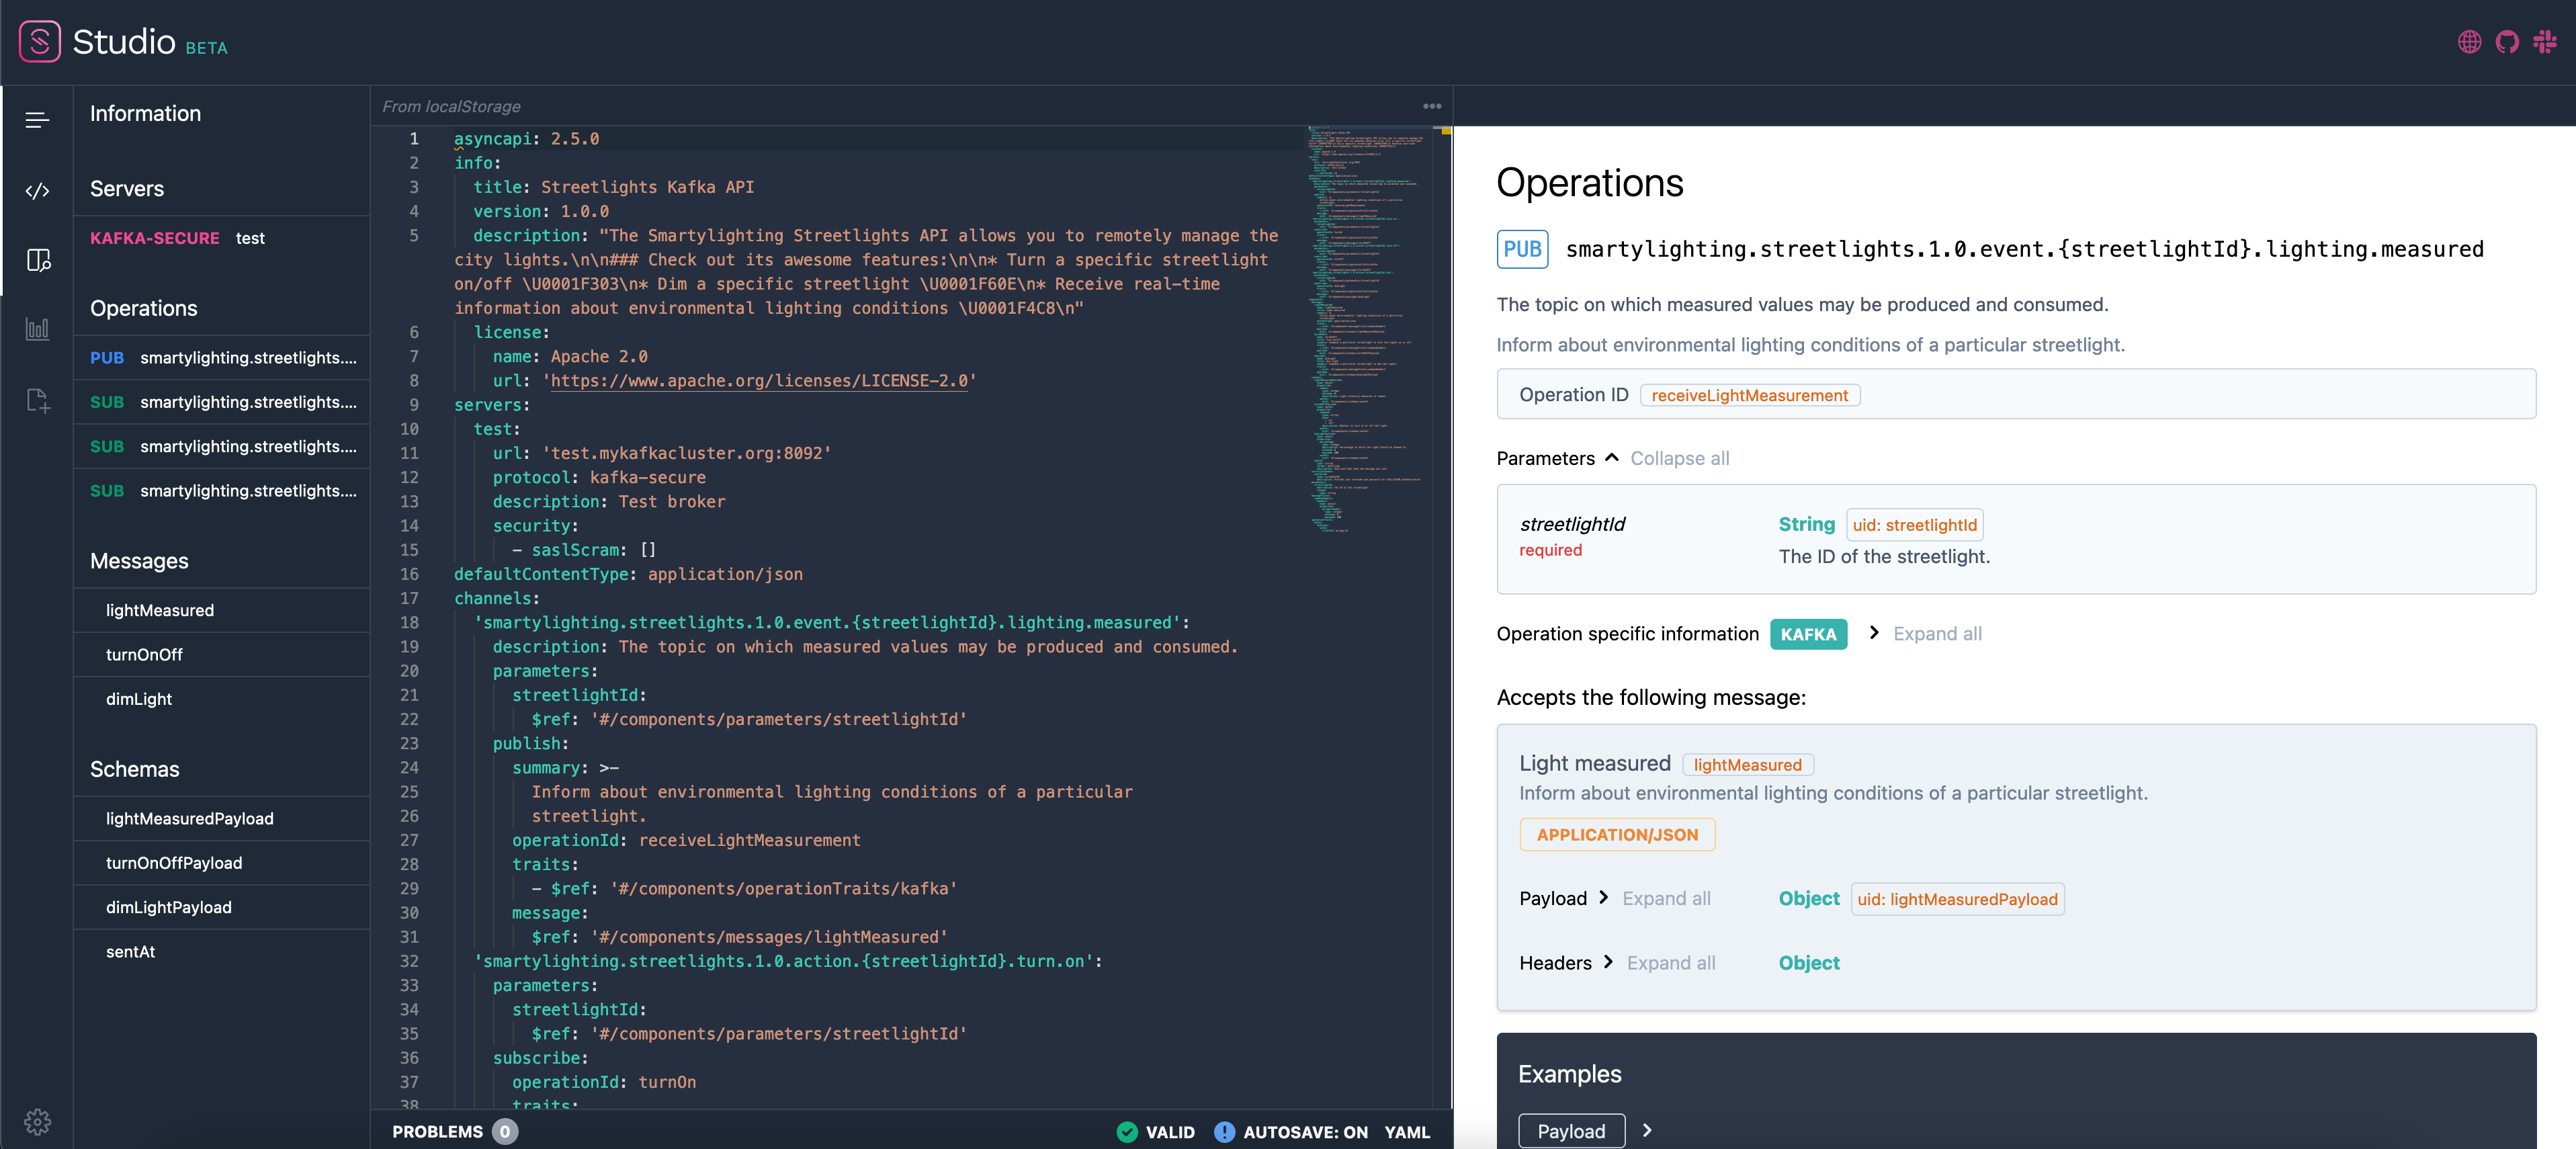 Studio BETA
Information
Servers
KAFKA-SECURE test
Operations
PUB smartylighting.streetlights....
SUB smartylighting.streetlights....
SUB smartylighting.streetlights....
SUB smartylighting.streetlights....
Messages
lightMeasured
turnOnOff
dimLight
Schemas
lightMeasuredPayload
turnOnOffPayload
dimLightPayload
sentAt
From localStorage
1 asyncapi: 2.5.0
2 info:
3 title: Streetlights Kafka API
4 version: 1.0.0
5 description: "The Smartylighting Streetlights API allows you to remotely manage the
city lights.\n\n### Check out its awesome features:\n\n* Turn a specific streetlight
on/off \U0001F303\n* Dim a specific streetlight \U0001F60E\n* Receive real-time
information about environmental lighting conditions \U0001F4C8\n"
6 license:
7 name: Apache 2.0
8 url: 'https://www.apache.org/licenses/LICENSE-2.0'
9 servers:
10 test:
11 url: 'test.mykafkacluster.org:8092'
12 protocol: kafka-secure
13 description: Test broker
14 security:
15 - saslScram: []
16 defaultContentType: application/json
17 channels:
18 'smartylighting.streetlights.1.0.event.{streetlightId}.lighting.measured':
19 description: The topic on which measured values may be produced and consumed.
20 parameters:
21 streetlightId:
22 $ref: '#/components/parameters/streetlightId'
23 publish:
24 summary: >-
25 Inform about environmental lighting conditions of a particular
26 streetlight.
27 operationId: receiveLightMeasurement
28 traits:
29 - $ref: '#/components/operationTraits/kafka'
30 message:
31 $ref: '#/components/messages/lightMeasured'
32 'smartylighting.streetlights.1.0.action.{streetlightId}.turn.on':
33 parameters:
34 streetlightId:
35 $ref: '#/components/parameters/streetlightId'
36 subscribe:
37 operationId: turnOn
38 traits:
PROBLEMS 0
VALID AUTOSAVE: ON YAML
Operations
PUB smartylighting.streetlights.1.0.event.{streetlightId}.lighting.measured
The topic on which measured values may be produced and consumed.
Inform about environmental lighting conditions of a particular streetlight.
Operation ID receiveLightMeasurement
Parameters Collapse all
streetlightId String uid: streetlightId
required The ID of the streetlight.
Operation specific information KAFKA Expand all
Accepts the following message:
Light measured lightMeasured
Inform about environmental lighting conditions of a particular streetlight.
APPLICATION/JSON
Payload Expand all Object uid: lightMeasuredPayload
Headers Expand all Object
Examples
Payload